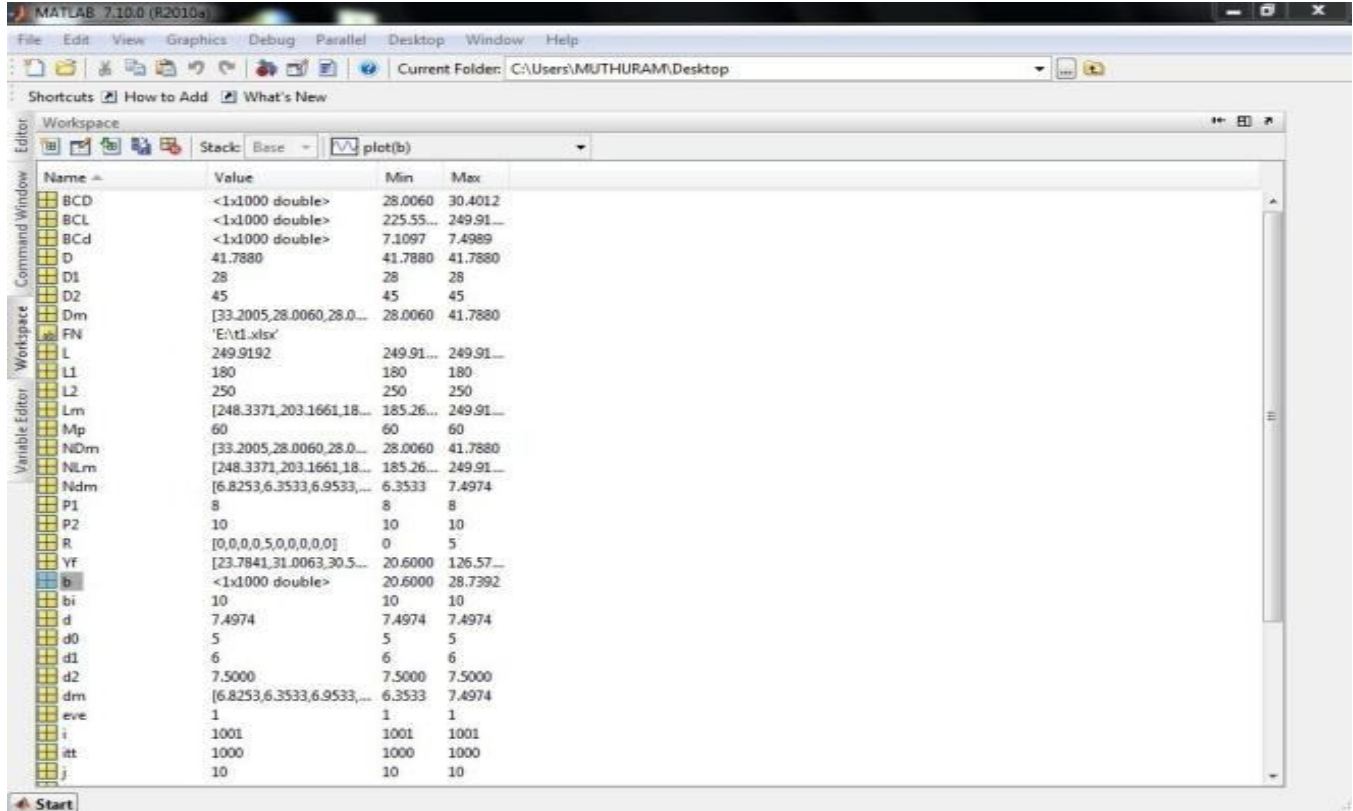 MATLAB 7.10.0 (R2010a)
File Edit View Graphics Debug Parallel Desktop Window Help
Current Folder: C:\Users\MUTHURAM\Desktop
Shortcuts How to Add What's New
Editor
Command Window
Workspace
Variable Editor
Workspace
Stack: Base plot(b)
Name Value Min Max
BCD <1x1000 double> 28.0060 30.4012
BCL <1x1000 double> 225.55... 249.91...
BCd <1x1000 double> 7.1097 7.4989
D 41.7880 41.7880 41.7880
D1 28 28 28
D2 45 45 45
Dm [33.2005,28.0060,28.0... 28.0060 41.7880
FN 'E:\t1.xlsx'
L 249.9192 249.91... 249.91...
L1 180 180 180
L2 250 250 250
Lm [248.3371,203.1661,18... 185.26... 249.91...
Mp 60 60 60
NDm [33.2005,28.0060,28.0... 28.0060 41.7880
NLm [248.3371,203.1661,18... 185.26... 249.91...
Ndm [6.8253,6.3533,6.9533,... 6.3533 7.4974
P1 8 8 8
P2 10 10 10
R [0,0,0,0,5,0,0,0,0,0] 0 5
Yf [23.7841,31.0063,30.5... 20.6000 126.57...
b <1x1000 double> 20.6000 28.7392
bi 10 10 10
d 7.4974 7.4974 7.4974
d0 5 5 5
d1 6 6 6
d2 7.5000 7.5000 7.5000
dm [6.8253,6.3533,6.9533,... 6.3533 7.4974
eve 1 1 1
i 1001 1001 1001
itt 1000 1000 1000
j 10 10 10
Start